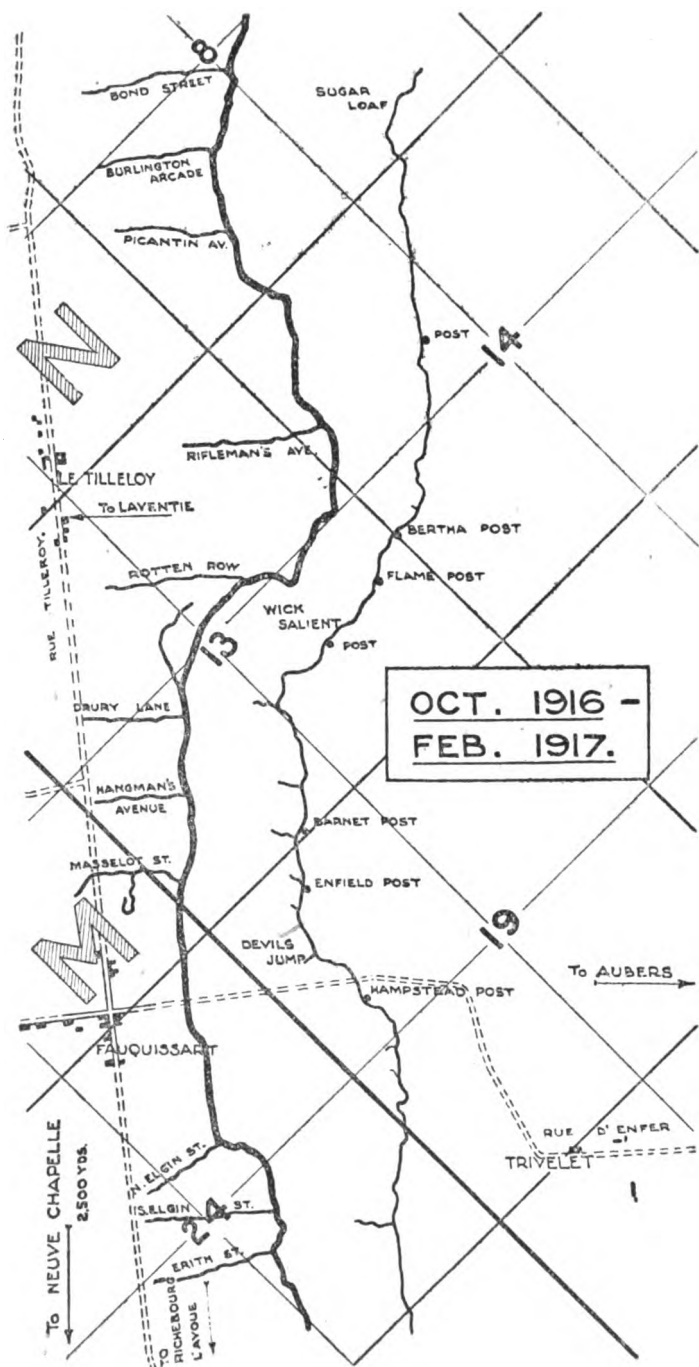 8
BOND STREET
SUGAR
LOAF
BURLINGTON
ARCADE
PICANTIN AV.
N
POST
14
RIFLEMAN'S AVE.
LE TILLELOY
TO LAVENTIE
RUE TILLEROY.
BERTHA POST
ROTTEN ROW
FLAME POST
WICK
SALIENT
13
POST
OCT. 1916 -
FEB. 1917.
DRURY LANE
HANGMAN'S
AVENUE
BARNET POST
MASSELOT ST.
ENFIELD POST
M
19
DEVILS
JUMP
TO AUBERS
HAMPSTEAD POST
FAUQUISSART
RUE D'ENFER
TRIVELET
N. ELGIN ST.
S. ELGIN ST.
24
ERITH ST.
TO NEUVE CHAPELLE
2,500 YDS.
TO
RICHEBOURG
L'AVOUE